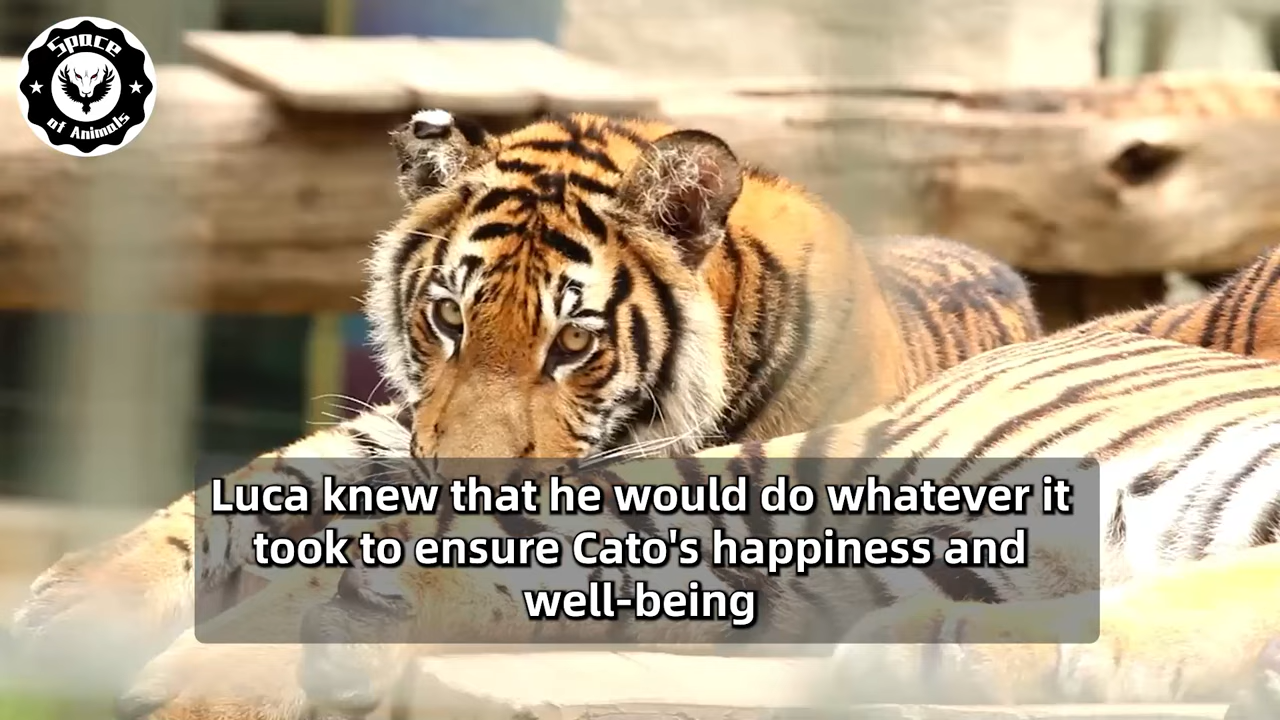 Space
of Animals
Luca knew that he would do whatever it
took to ensure Cato's happiness and
well-being